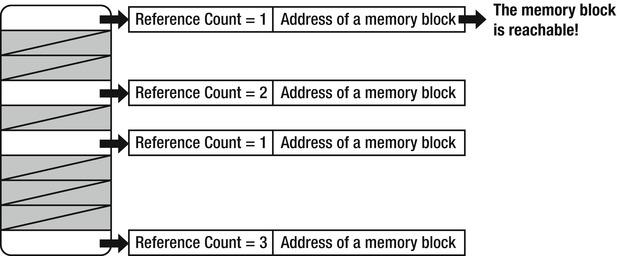 Reference Count = 1 Address of a memory block The memory block
is reachable!
Reference Count = 2 Address of a memory block
Reference Count = 1 Address of a memory block
Reference Count = 3 Address of a memory block